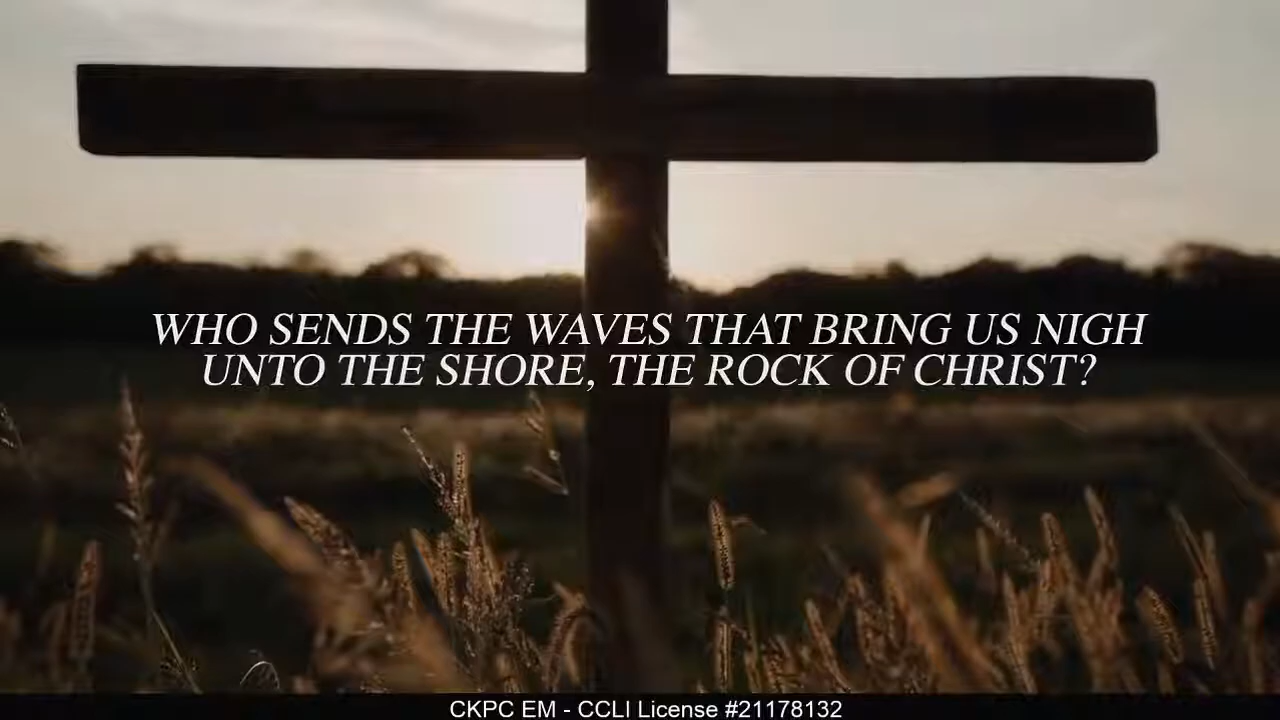 WHO SENDS THE WAVES THAT BRING US NIGH
UNTO THE SHORE, THE ROCK OF CHRIST?
CKPC EM - CCLI License #21178132